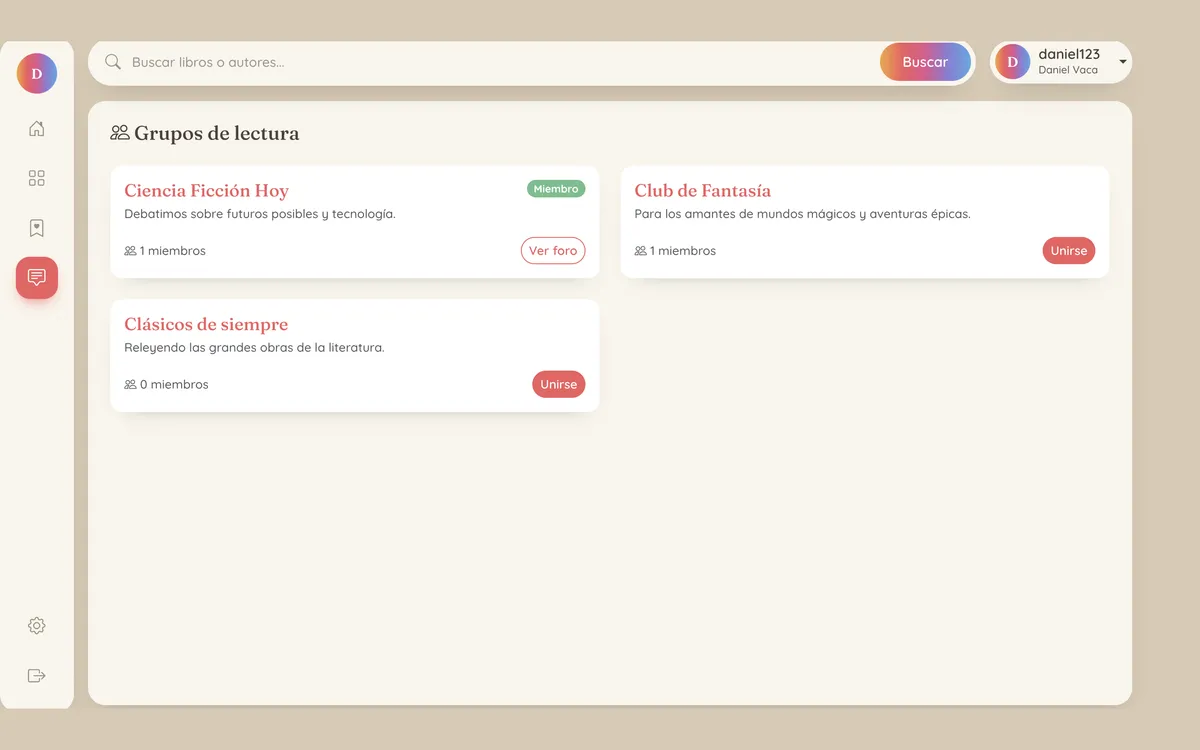 D
Buscar libros o autores...
Buscar
D
daniel123
Daniel Vaca
Grupos de lectura
Ciencia Ficción Hoy
Miembro
Debatimos sobre futuros posibles y tecnología.
1 miembros
Ver foro
Club de Fantasía
Para los amantes de mundos mágicos y aventuras épicas.
1 miembros
Unirse
Clásicos de siempre
Releyendo las grandes obras de la literatura.
0 miembros
Unirse